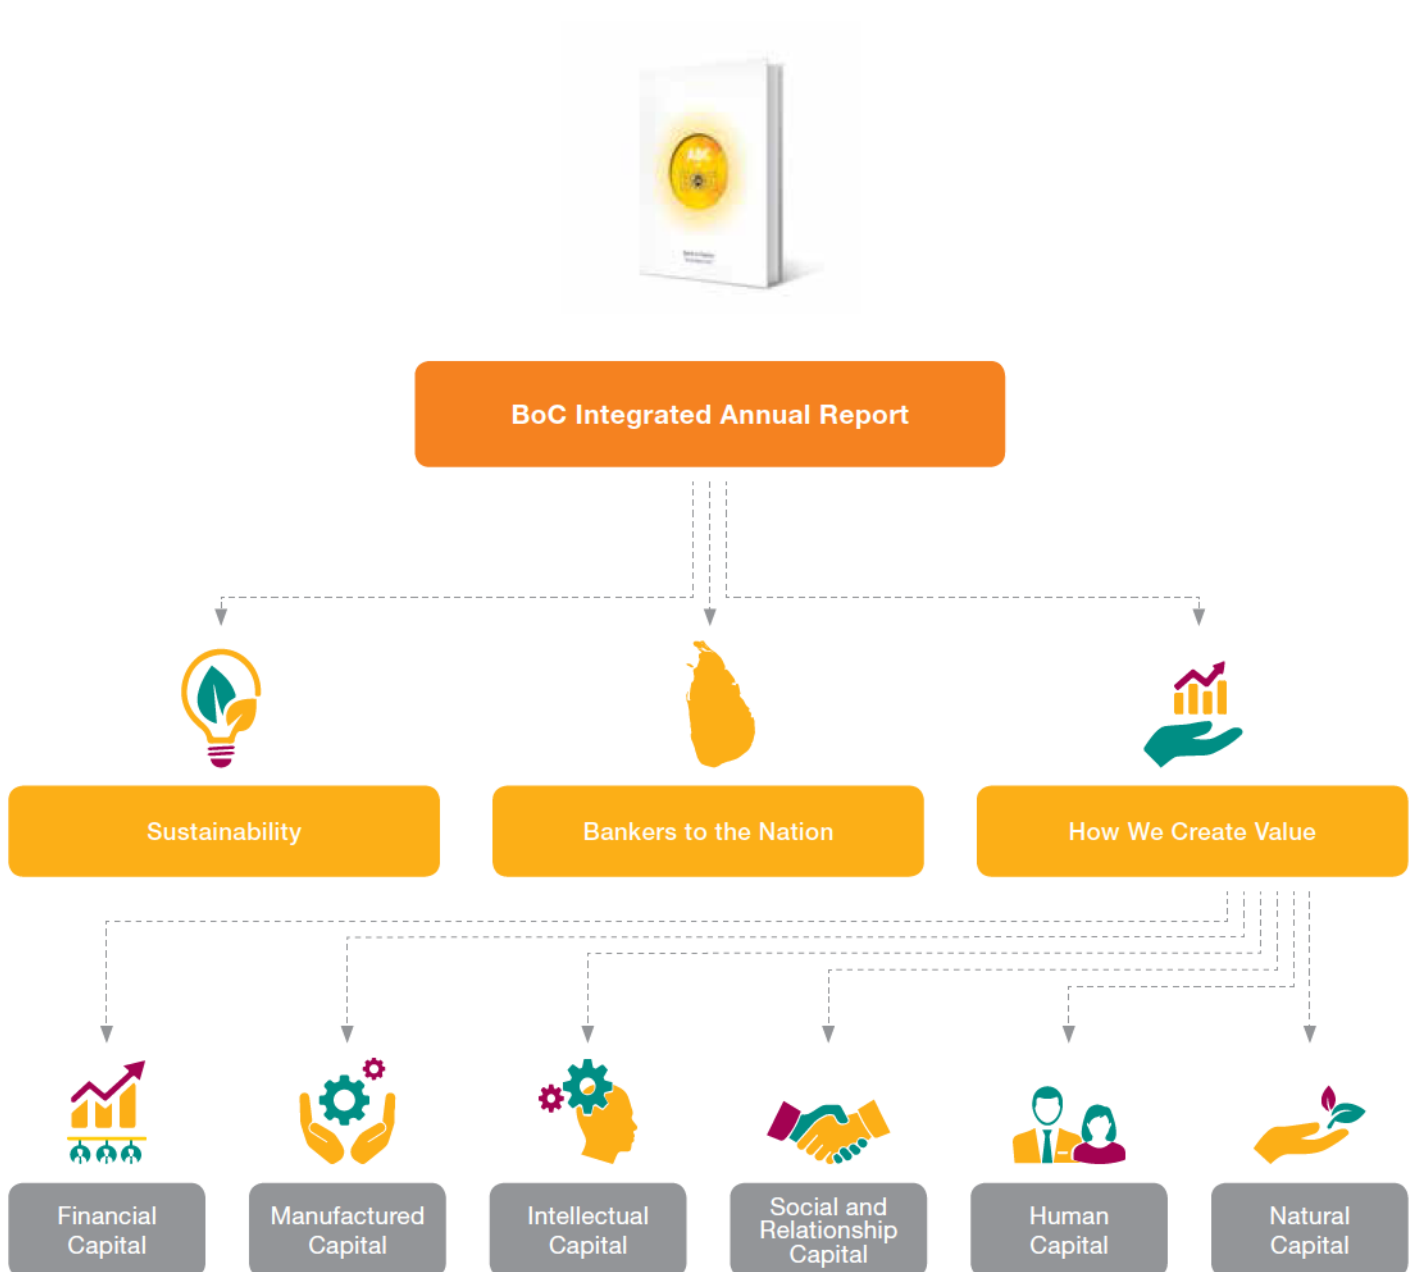 ABC
BoC Integrated Annual Report
Sustainability
Bankers to the Nation
How We Create Value
Financial
Capital
Manufactured
Capital
Intellectual
Capital
Social and
Relationship
Capital
Human
Capital
Natural
Capital